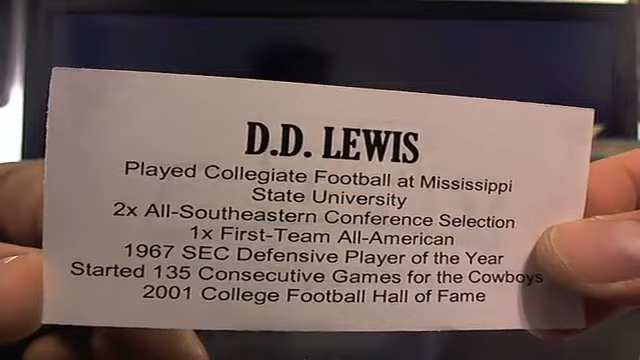 D.D. LEWIS
Played Collegiate Football at Mississippi
State University
2x All-Southeastern Conference Selection
1x First-Team All-American
1967 SEC Defensive Player of the Year
Started 135 Consecutive Games for the Cowboys
2001 College Football Hall of Fame